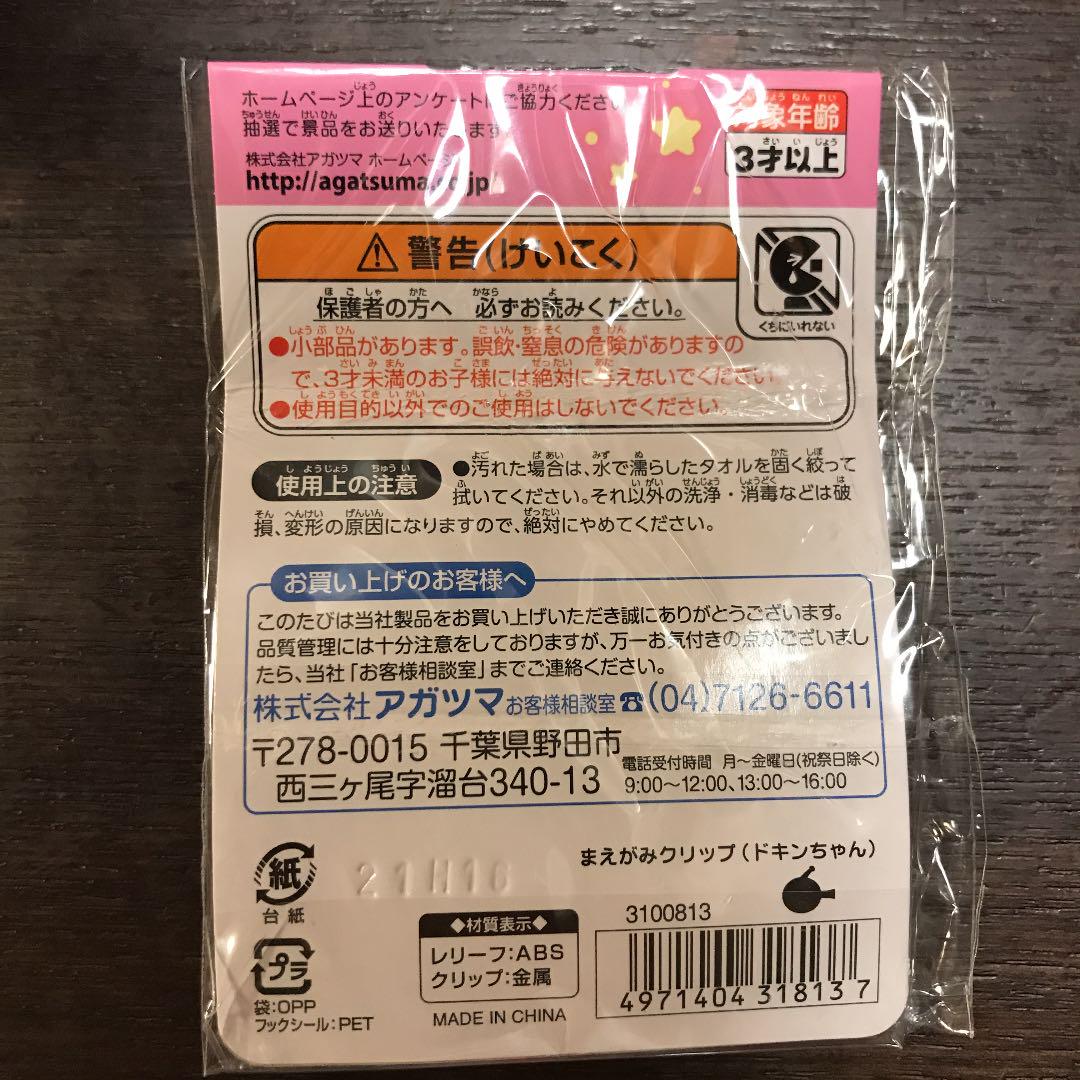 ホームページ上のアンケートにご協力ください
抽選で景品をお送りいたします
株式会社アガツマ ホームページ
http://agatsuma.co.jp/
対象年齢
3才以上
⚠警告(けいこく)
保護者の方へ 必ずお読みください。
●小部品があります。誤飲・窒息の危険がありますの
で、3才未満のお子様には絶対に与えないでください。
●使用目的以外でのご使用はしないでください。
くちにいれない
使用上の注意
●汚れた場合は、水で濡らしたタオルを固く絞って
拭いてください。それ以外の洗浄・消毒などは破
損、変形の原因になりますので、絶対にやめてください。
お買い上げのお客様へ
このたびは当社製品をお買い上げいただき誠にありがとうございます。
品質管理には十分注意をしておりますが、万一お気付きの点がございまし
たら、当社「お客様相談室」までご連絡ください。
株式会社アガツマお客様相談室☎(04)7126-6611
〒278-0015 千葉県野田市
西三ヶ尾字溜台340-13
電話受付時間 月～金曜日(祝祭日除く)
9:00～12:00、13:00～16:00
紙
台紙
21H16
まえがみクリップ(ドキンちゃん)
プラ
袋:OPP
フックシール:PET
◆材質表示◆
レリーフ:ABS
クリップ:金属
MADE IN CHINA
3100813
4971404318137